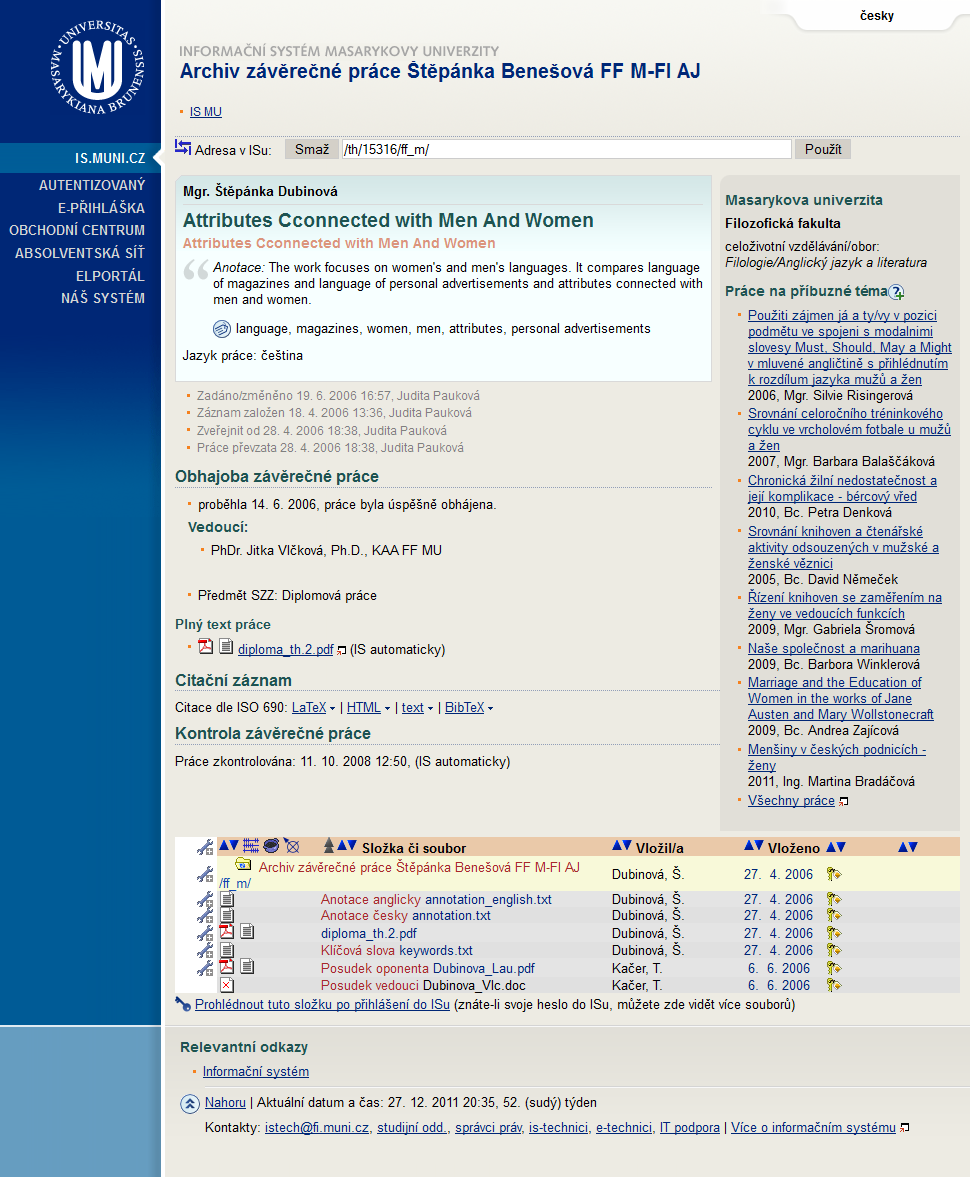 česky
UNIVERSITAS MASARYKIANA BRUNENSIS
INFORMAČNÍ SYSTÉM MASARYKOVY UNIVERZITY
Archiv závěrečné práce Štěpánka Benešová FF M-FI AJ
IS MU
IS.MUNI.CZ
AUTENTIZOVANÝ
E-PŘIHLÁŠKA
OBCHODNÍ CENTRUM
ABSOLVENTSKÁ SÍŤ
ELPORTÁL
NÁŠ SYSTÉM
Adresa v ISu: Smaž /th/15316/ff_m/ Použít
Mgr. Štěpánka Dubinová
Attributes Cconnected with Men And Women
Attributes Cconnected with Men And Women
Anotace: The work focuses on women's and men's languages. It compares language
of magazines and language of personal advertisements and attributes connected with
men and women.
language, magazines, women, men, attributes, personal advertisements
Jazyk práce: čeština
Zadáno/změněno 19. 6. 2006 16:57, Judita Pauková
Záznam založen 18. 4. 2006 13:36, Judita Pauková
Zveřejnit od 28. 4. 2006 18:38, Judita Pauková
Práce převzata 28. 4. 2006 18:38, Judita Pauková
Obhajoba závěrečné práce
proběhla 14. 6. 2006, práce byla úspěšně obhájena.
Vedoucí:
PhDr. Jitka Vlčková, Ph.D., KAA FF MU
Předmět SZZ: Diplomová práce
Plný text práce
diploma_th.2.pdf (IS automaticky)
Citační záznam
Citace dle ISO 690: LaTeX | HTML | text | BibTeX
Kontrola závěrečné práce
Práce zkontrolována: 11. 10. 2008 12:50, (IS automaticky)
Masarykova univerzita
Filozofická fakulta
celoživotní vzdělávání/obor:
Filologie/Anglický jazyk a literatura
Práce na příbuzné téma
Použiti zájmen já a ty/vy v pozici
podmětu ve spojeni s modalnimi
slovesy Must, Should, May a Might
v mluvené angličtině s přihlédnutím
k rozdílum jazyka mužů a žen
2006, Mgr. Silvie Risingerová
Srovnání celoročního tréninkového
cyklu ve vrcholovém fotbale u mužů
a žen
2007, Mgr. Barbara Balaščáková
Chronická žilní nedostatečnost a
její komplikace - bércový vřed
2010, Bc. Petra Denková
Srovnání knihoven a čtenářské
aktivity odsouzených v mužské a
ženské věznici
2005, Bc. David Němeček
Řízení knihoven se zaměřením na
ženy ve vedoucích funkcích
2009, Mgr. Gabriela Šromová
Naše společnost a marihuana
2009, Bc. Barbora Winklerová
Marriage and the Education of
Women in the works of Jane
Austen and Mary Wollstonecraft
2009, Bc. Andrea Zajícová
Menšiny v českých podnicích -
ženy
2011, Ing. Martina Bradáčová
Všechny práce
Složka či soubor Vložil/a Vloženo
Archiv závěrečné práce Štěpánka Benešová FF M-FI AJ
/ff_m/ Dubinová, Š. 27. 4. 2006
Anotace anglicky annotation_english.txt Dubinová, Š. 27. 4. 2006
Anotace česky annotation.txt Dubinová, Š. 27. 4. 2006
diploma_th.2.pdf Dubinová, Š. 27. 4. 2006
Klíčová slova keywords.txt Dubinová, Š. 27. 4. 2006
Posudek oponenta Dubinova_Lau.pdf Kačer, T. 6. 6. 2006
Posudek vedouci Dubinova_Vlc.doc Kačer, T. 6. 6. 2006
Prohlédnout tuto složku po přihlášení do ISu (znáte-li svoje heslo do ISu, můžete zde vidět více souborů)
Relevantní odkazy
Informační systém
Nahoru | Aktuální datum a čas: 27. 12. 2011 20:35, 52. (sudý) týden
Kontakty: istech@fi.muni.cz, studijní odd., správci práv, is-technici, e-technici, IT podpora | Více o informačním systému